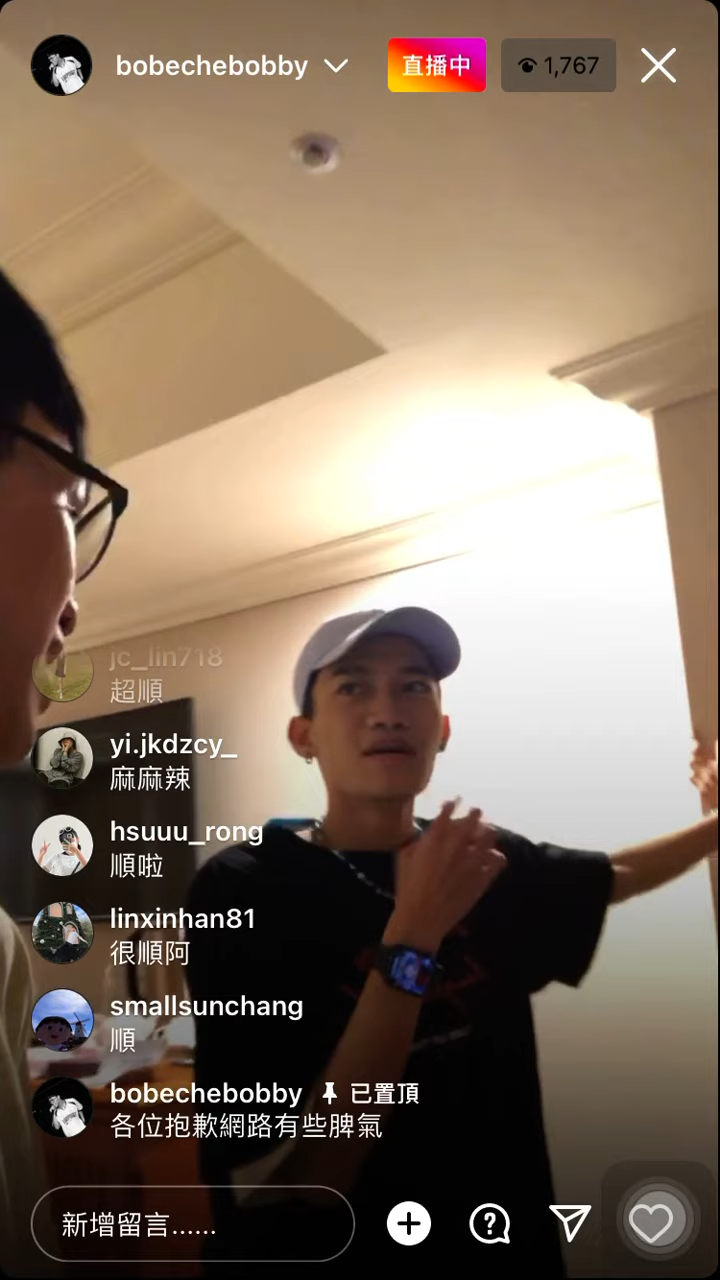 bobechebobby
直播中
1,767
jc_lin718
超順
yi.jkdzcy_
麻麻辣
hsuuu_rong
順啦
linxinhan81
很順阿
smallsunchang
順
bobechebobby 已置頂
各位抱歉網路有些脾氣
新增留言......